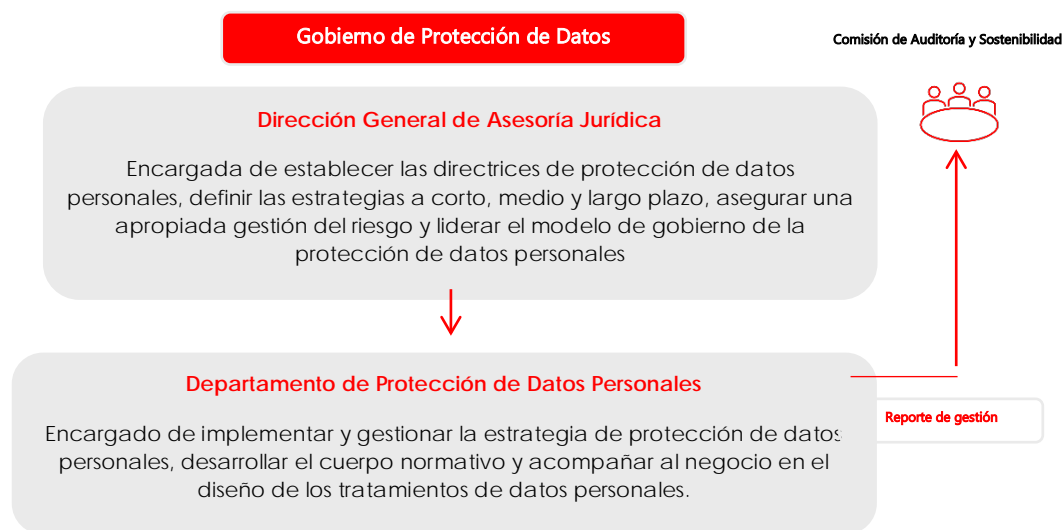 Gobierno de Protección de Datos
Comisión de Auditoría y Sostenibilidad
Dirección General de Asesoría Jurídica
Encargada de establecer las directrices de protección de datos
personales, definir las estrategias a corto, medio y largo plazo, asegurar una
apropiada gestión del riesgo y liderar el modelo de gobierno de la
protección de datos personales
Departamento de Protección de Datos Personales
Reporte de gestión
Encargado de implementar y gestionar la estrategia de protección de datos
personales, desarrollar el cuerpo normativo y acompañar al negocio en el
diseño de los tratamientos de datos personales.